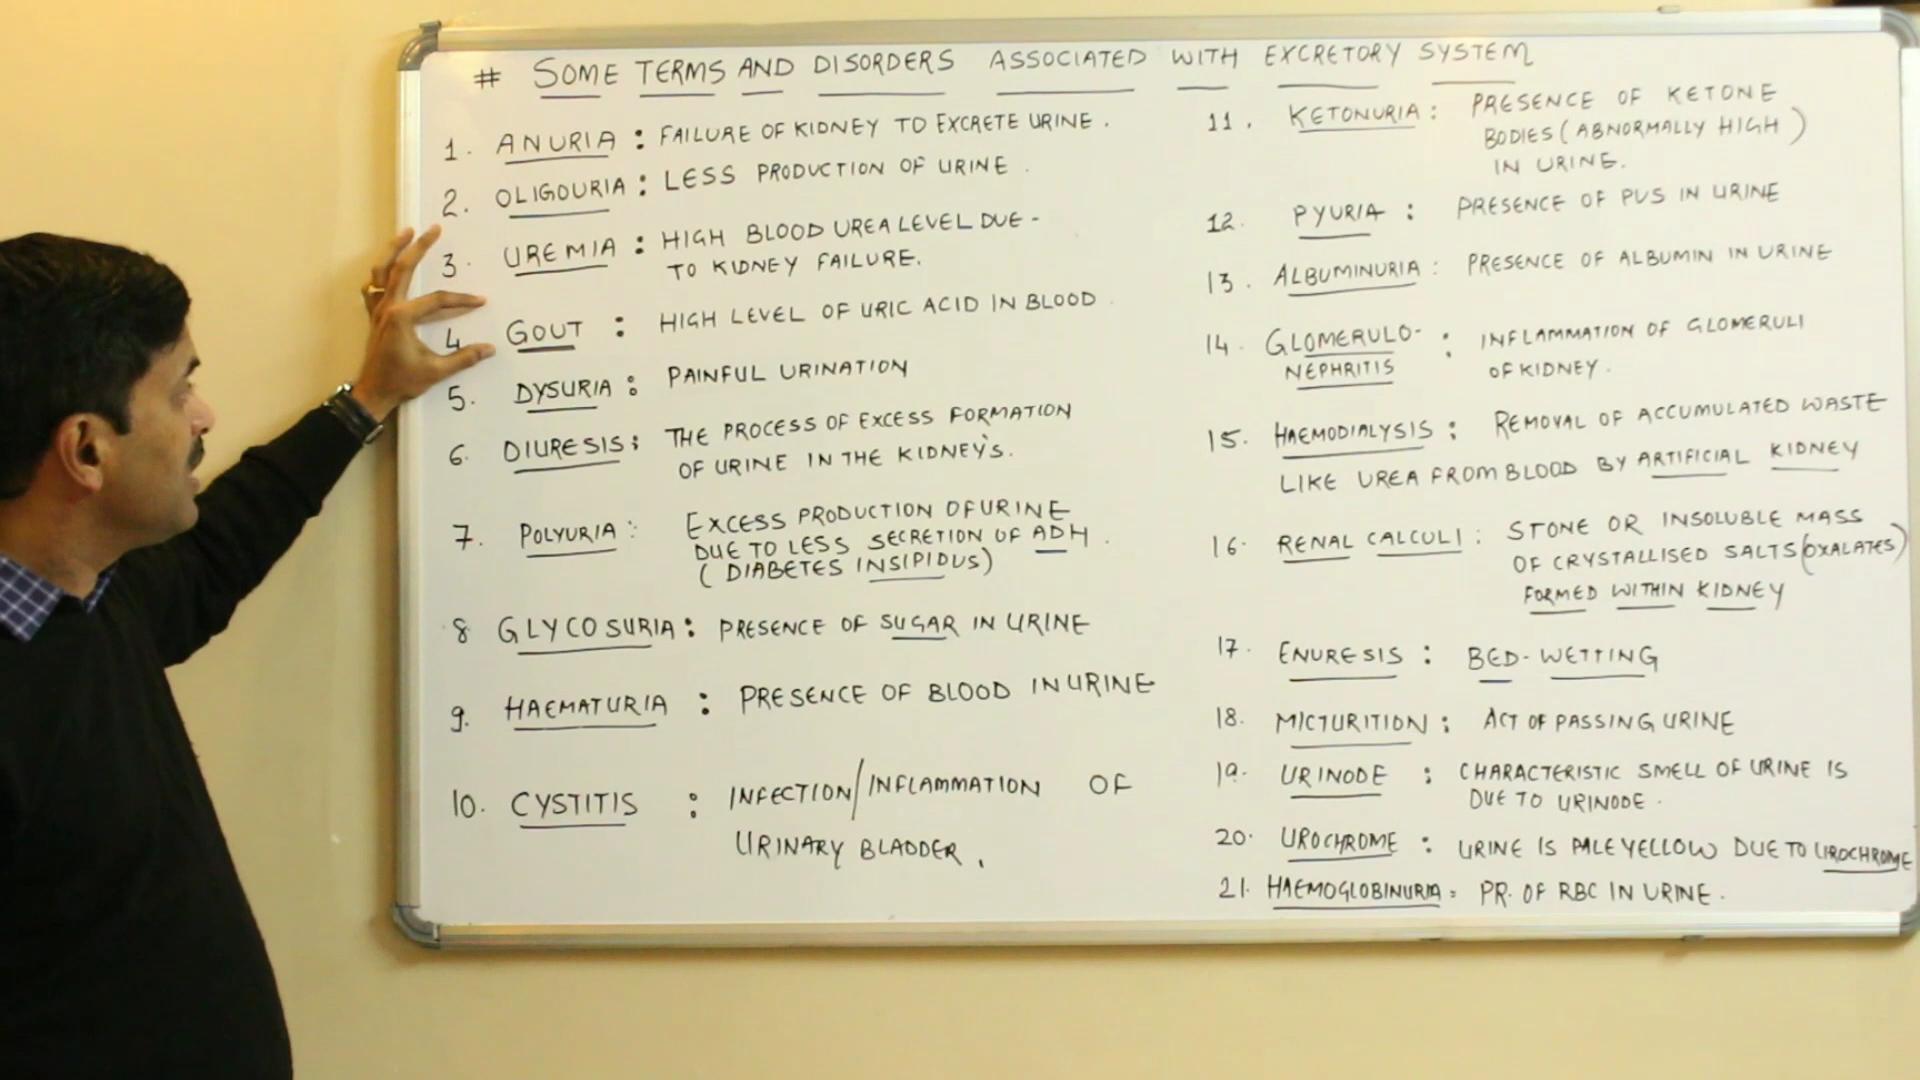 # SOME TERMS AND DISORDERS ASSOCIATED WITH EXCRETORY SYSTEM
1. ANURIA : FAILURE OF KIDNEY TO EXCRETE URINE.
2. OLIGOURIA : LESS PRODUCTION OF URINE.
3. UREMIA : HIGH BLOOD UREA LEVEL DUE-
TO KIDNEY FAILURE.
4 GOUT : HIGH LEVEL OF URIC ACID IN BLOOD.
5. DYSURIA : PAINFUL URINATION
6. DIURESIS : THE PROCESS OF EXCESS FORMATION
OF URINE IN THE KIDNEY'S.
7. POLYURIA : EXCESS PRODUCTION OF URINE
DUE TO LESS SECRETION OF ADH.
(DIABETES INSIPIDUS)
8 GLYCOSURIA : PRESENCE OF SUGAR IN URINE
9. HAEMATURIA : PRESENCE OF BLOOD IN URINE
10. CYSTITIS : INFECTION/INFLAMMATION OF
URINARY BLADDER.
11. KETONURIA : PRESENCE OF KETONE
BODIES (ABNORMALLY HIGH)
IN URINE.
12. PYURIA : PRESENCE OF PUS IN URINE
13. ALBUMINURIA : PRESENCE OF ALBUMIN IN URINE
14. GLOMERULO- : INFLAMMATION OF GLOMERULI
NEPHRITIS OF KIDNEY.
15. HAEMODIALYSIS : REMOVAL OF ACCUMULATED WASTE
LIKE UREA FROM BLOOD BY ARTIFICIAL KIDNEY
16. RENAL CALCULI : STONE OR INSOLUBLE MASS
OF CRYSTALLISED SALTS (OXALATES)
FORMED WITHIN KIDNEY
17. ENURESIS : BED-WETTING
18. MICTURITION : ACT OF PASSING URINE
19. URINODE : CHARACTERISTIC SMELL OF URINE IS
DUE TO URINODE.
20. UROCHROME : URINE IS PALE YELLOW DUE TO UROCHROME
21. HAEMOGLOBINURIA : PR. OF RBC IN URINE.